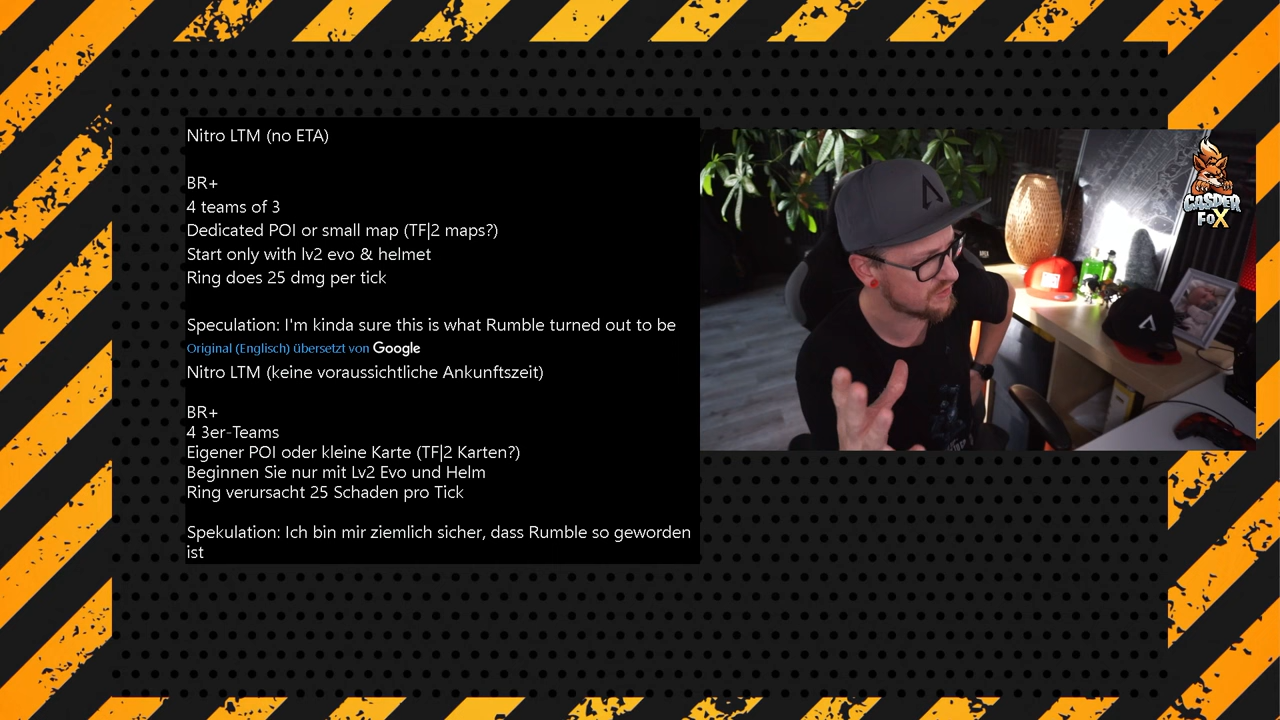 Nitro LTM (no ETA)
BR+
4 teams of 3
Dedicated POI or small map (TF|2 maps?)
Start only with lv2 evo & helmet
Ring does 25 dmg per tick
Speculation: I'm kinda sure this is what Rumble turned out to be
Original (Englisch) übersetzt von Google
Nitro LTM (keine voraussichtliche Ankunftszeit)
BR+
4 3er-Teams
Eigener POI oder kleine Karte (TF|2 Karten?)
Beginnen Sie nur mit Lv2 Evo und Helm
Ring verursacht 25 Schaden pro Tick
Spekulation: Ich bin mir ziemlich sicher, dass Rumble so geworden
ist
CASPER
FOX